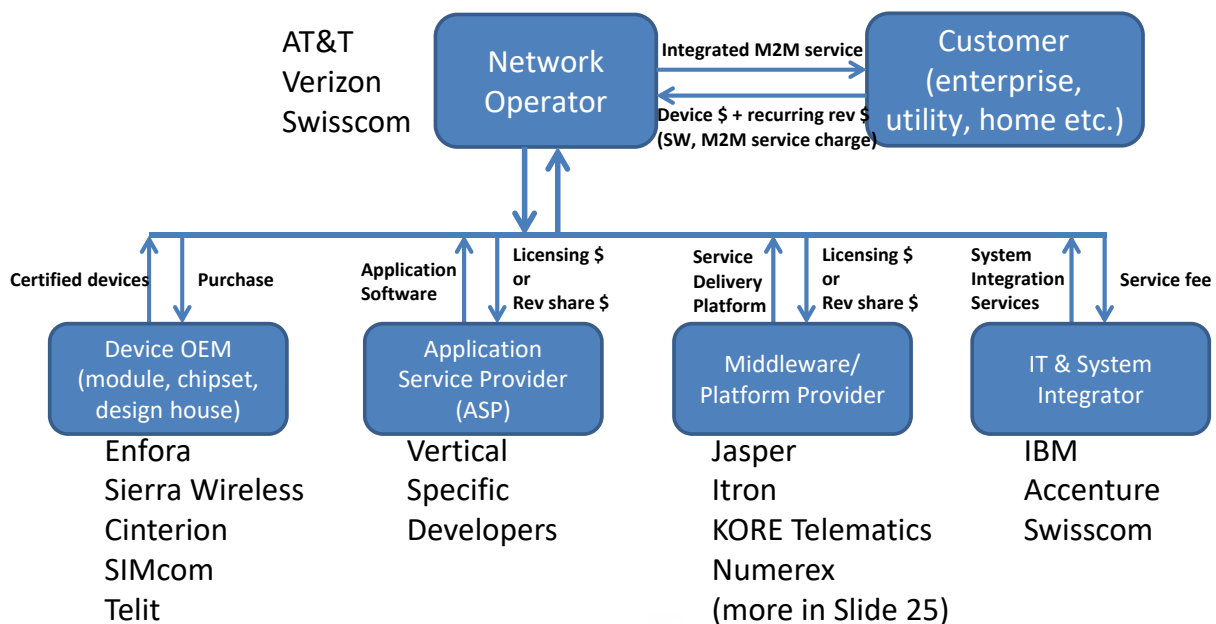 AT&T
Verizon
Swisscom
Network
Operator
Integrated M2M service
Device $ + recurring rev $
(SW, M2M service charge)
Customer
(enterprise,
utility, home etc.)
Certified devices
Purchase
Application
Software
Licensing $
or
Rev share $
Service
Delivery
Platform
Licensing $
or
Rev share $
System
Integration
Services
Service fee
Device OEM
(module, chipset,
design house)
Application
Service Provider
(ASP)
Middleware/
Platform Provider
IT & System
Integrator
Enfora
Sierra Wireless
Cinterion
SIMcom
Telit
Vertical
Specific
Developers
Jasper
Itron
KORE Telematics
Numerex
(more in Slide 25)
IBM
Accenture
Swisscom